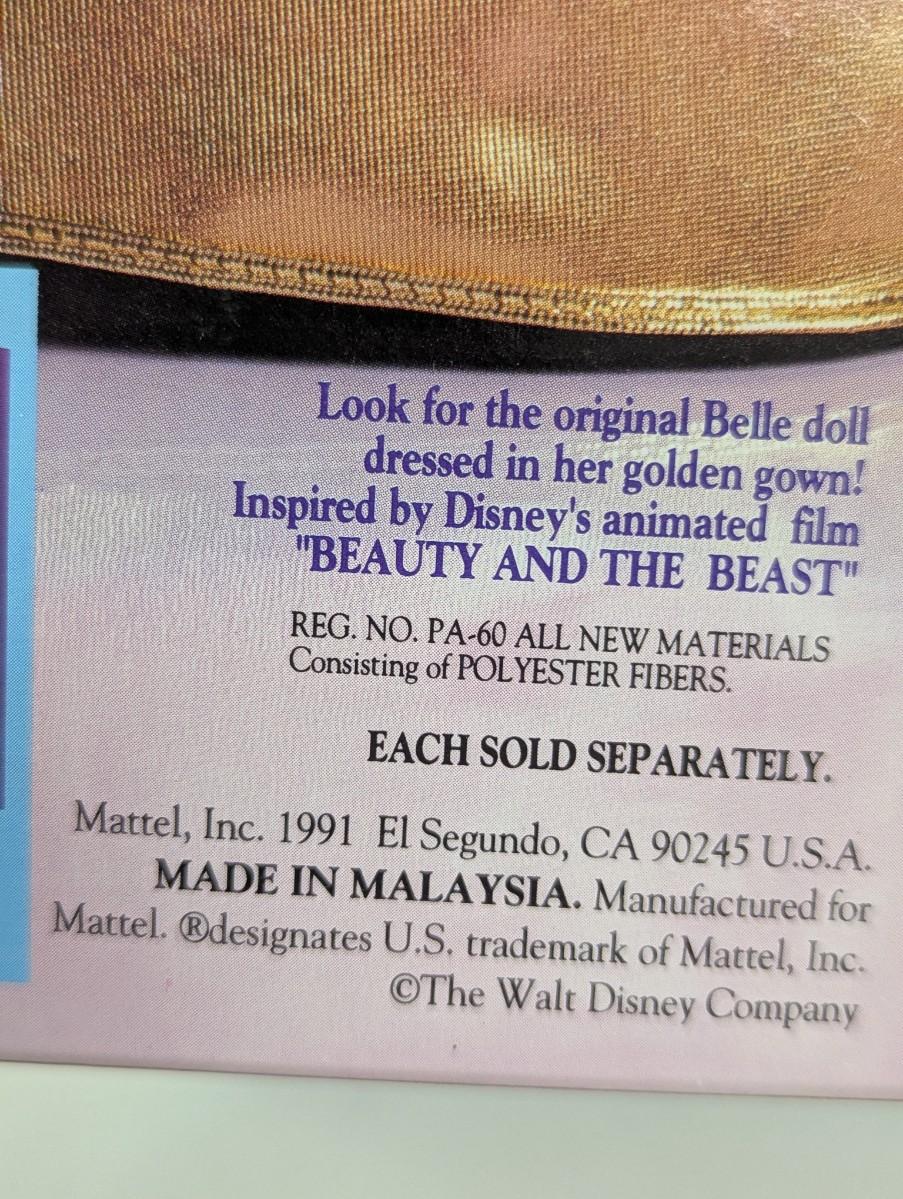 Look for the original Belle doll
dressed in her golden gown!
Inspired by Disney's animated film
"BEAUTY AND THE BEAST"
REG. NO. PA-60 ALL NEW MATERIALS
Consisting of POLYESTER FIBERS.
EACH SOLD SEPARATELY.
Mattel, Inc. 1991 El Segundo, CA 90245 U.S.A.
MADE IN MALAYSIA. Manufactured for
Mattel. ®designates U.S. trademark of Mattel, Inc.
©The Walt Disney Company